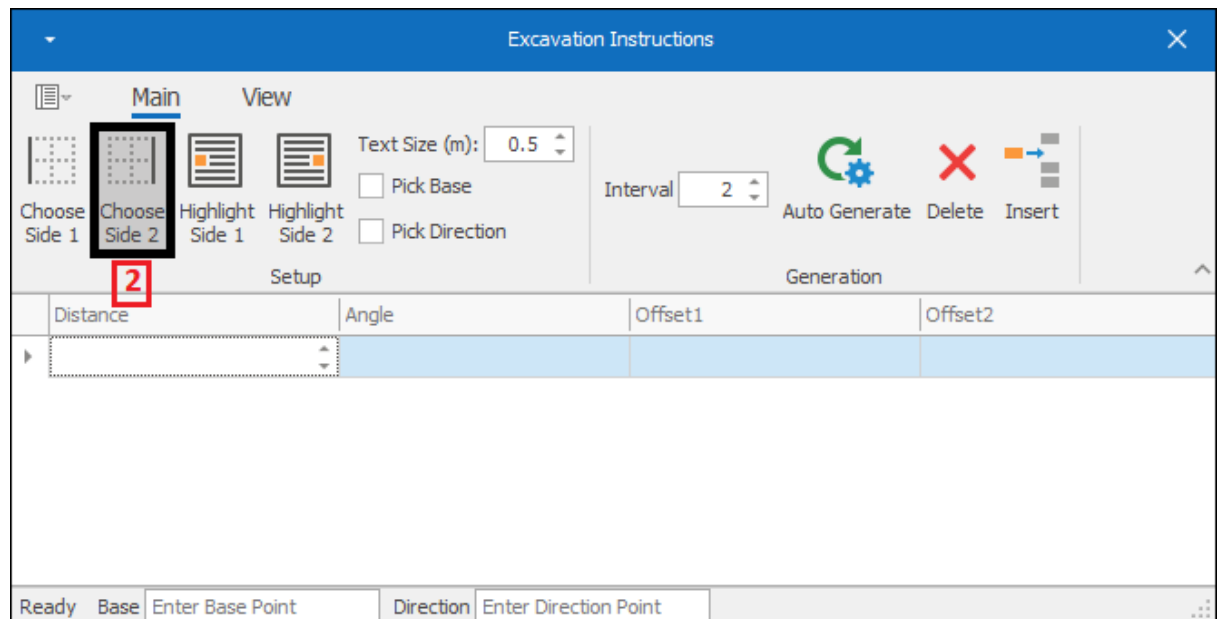 Excavation Instructions
Main View
Text Size (m): 0.5
Pick Base
Interval 2
Choose Side 1
Choose Side 2
Highlight Side 1
Highlight Side 2
Pick Direction
Auto Generate
Delete
Insert
2
Setup
Generation
Distance Angle Offset1 Offset2
Ready Base Enter Base Point Direction Enter Direction Point